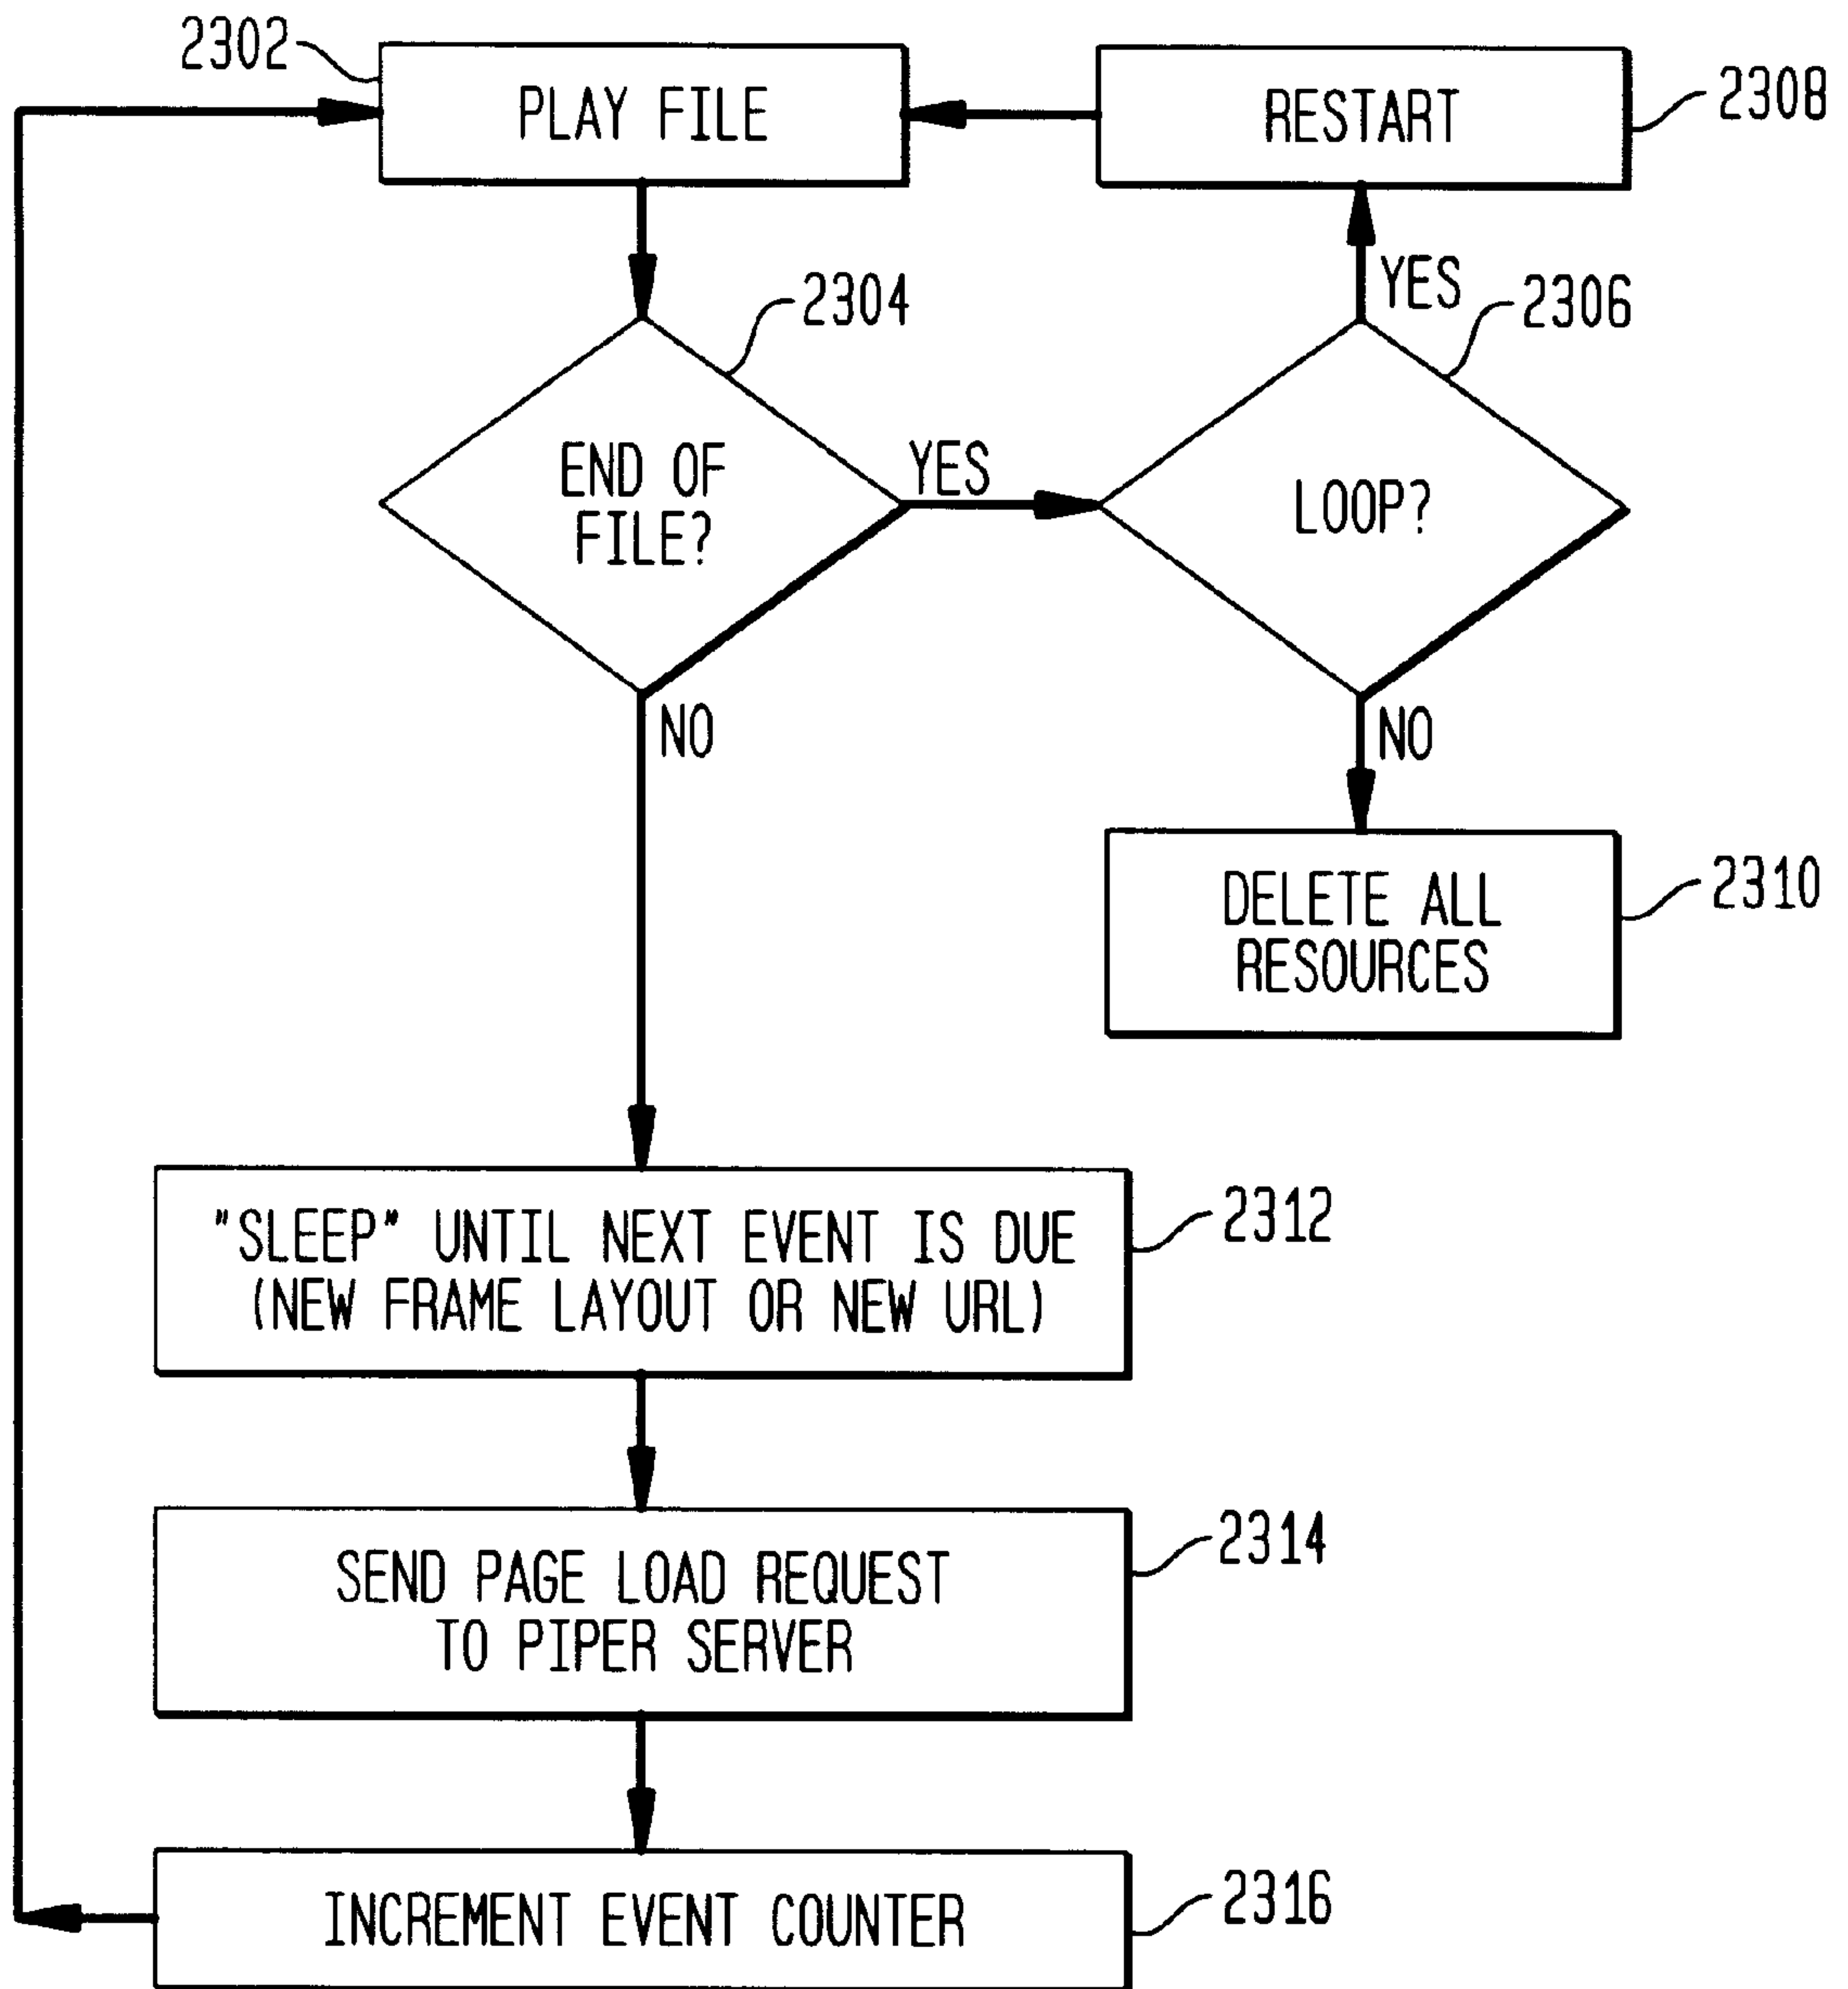 2302
PLAY FILE
RESTART
2308
2304
YES
2306
END OF
FILE?
YES
LOOP?
NO
NO
DELETE ALL
RESOURCES
2310
"SLEEP" UNTIL NEXT EVENT IS DUE
(NEW FRAME LAYOUT OR NEW URL)
2312
SEND PAGE LOAD REQUEST
TO PIPER SERVER
2314
INCREMENT EVENT COUNTER
2316